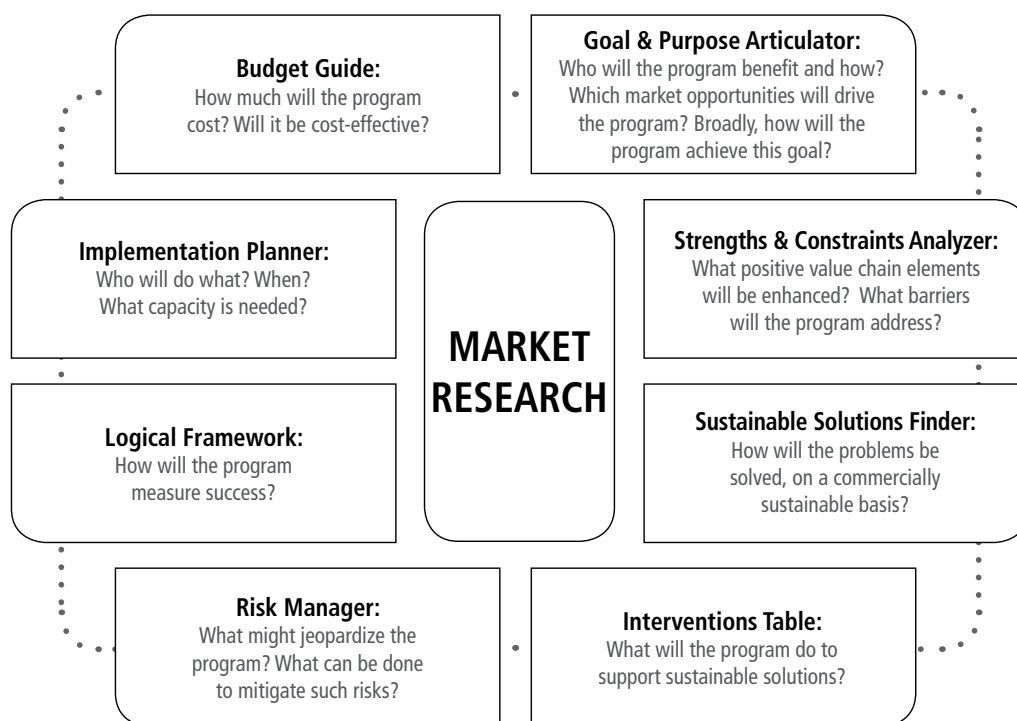 Budget Guide:
How much will the program
cost? Will it be cost-effective?
Goal & Purpose Articulator:
Who will the program benefit and how?
Which market opportunities will drive
the program? Broadly, how will the
program achieve this goal?
Implementation Planner:
Who will do what? When?
What capacity is needed?
MARKET
RESEARCH
Strengths & Constraints Analyzer:
What positive value chain elements
will be enhanced? What barriers
will the program address?
Logical Framework:
How will the program
measure success?
Sustainable Solutions Finder:
How will the problems be
solved, on a commercially
sustainable basis?
Risk Manager:
What might jeopardize the
program? What can be done
to mitigate such risks?
Interventions Table:
What will the program do to
support sustainable solutions?